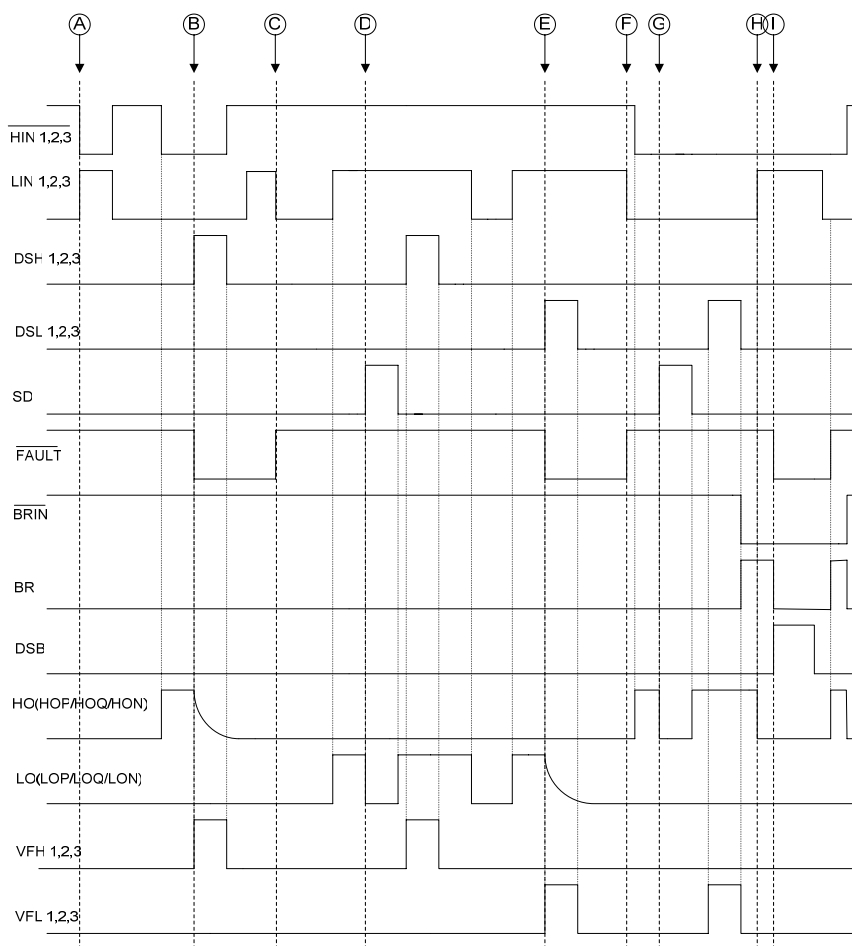 A B C D E F G H I
HIN 1,2,3
LIN 1,2,3
DSH 1,2,3
DSL 1,2,3
SD
FAULT
BRIN
BR
DSB
HO(HOP/HOQ/HON)
LO(LOP/LOQ/LON)
VFH 1,2,3
VFL 1,2,3